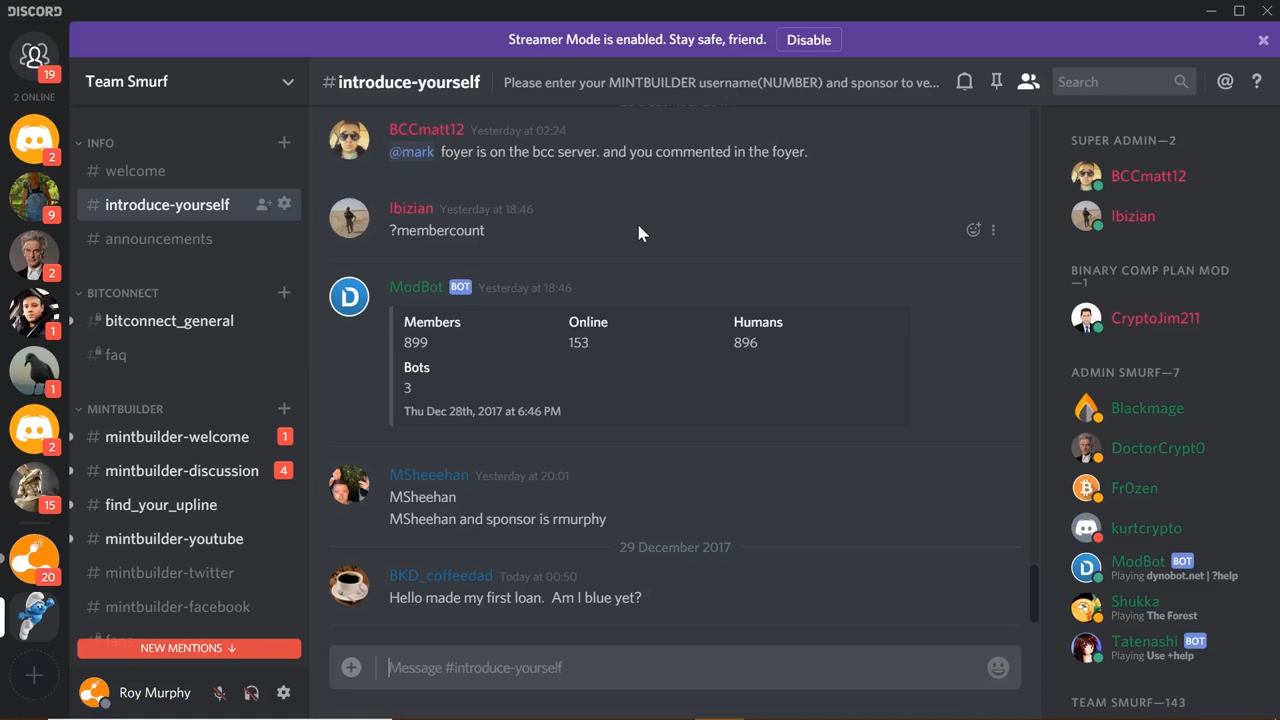 DISCORD
Streamer Mode is enabled. Stay safe, friend.
Disable
19
2 ONLINE
2
9
2
1
1
2
15
20
Team Smurf
INFO
# welcome
# introduce-yourself
# announcements
BITCONNECT
# bitconnect_general
# faq
MINTBUILDER
# mintbuilder-welcome 1
# mintbuilder-discussion 4
# find_your_upline
# mintbuilder-youtube
# mintbuilder-twitter
# mintbuilder-facebook
NEW MENTIONS ↓
Roy Murphy
#introduce-yourself
Please enter your MINTBUILDER username(NUMBER) and sponsor to ve...
Search
@ ?
BCCmatt12 Yesterday at 02:24
@mark foyer is on the bcc server. and you commented in the foyer.
Ibizian Yesterday at 18:46
?membercount
D
ModBot BOT Yesterday at 18:46
Members Online Humans
899 153 896
Bots
3
Thu Dec 28th, 2017 at 6:46 PM
MSheeehan Yesterday at 20:01
MSheehan
MSheehan and sponsor is rmurphy
29 December 2017
BKD_coffeedad Today at 00:50
Hello made my first loan. Am I blue yet?
Message #introduce-yourself
SUPER ADMIN—2
BCCmatt12
Ibizian
BINARY COMP PLAN MOD
—1
CryptoJim211
ADMIN SMURF—7
Blackmage
DoctorCrypt0
Fr0zen
kurtcrypto
D
ModBot BOT
Playing dynobot.net | ?help
Shukka
Playing The Forest
Tatenashi BOT
Playing Use +help
TEAM SMURF—143